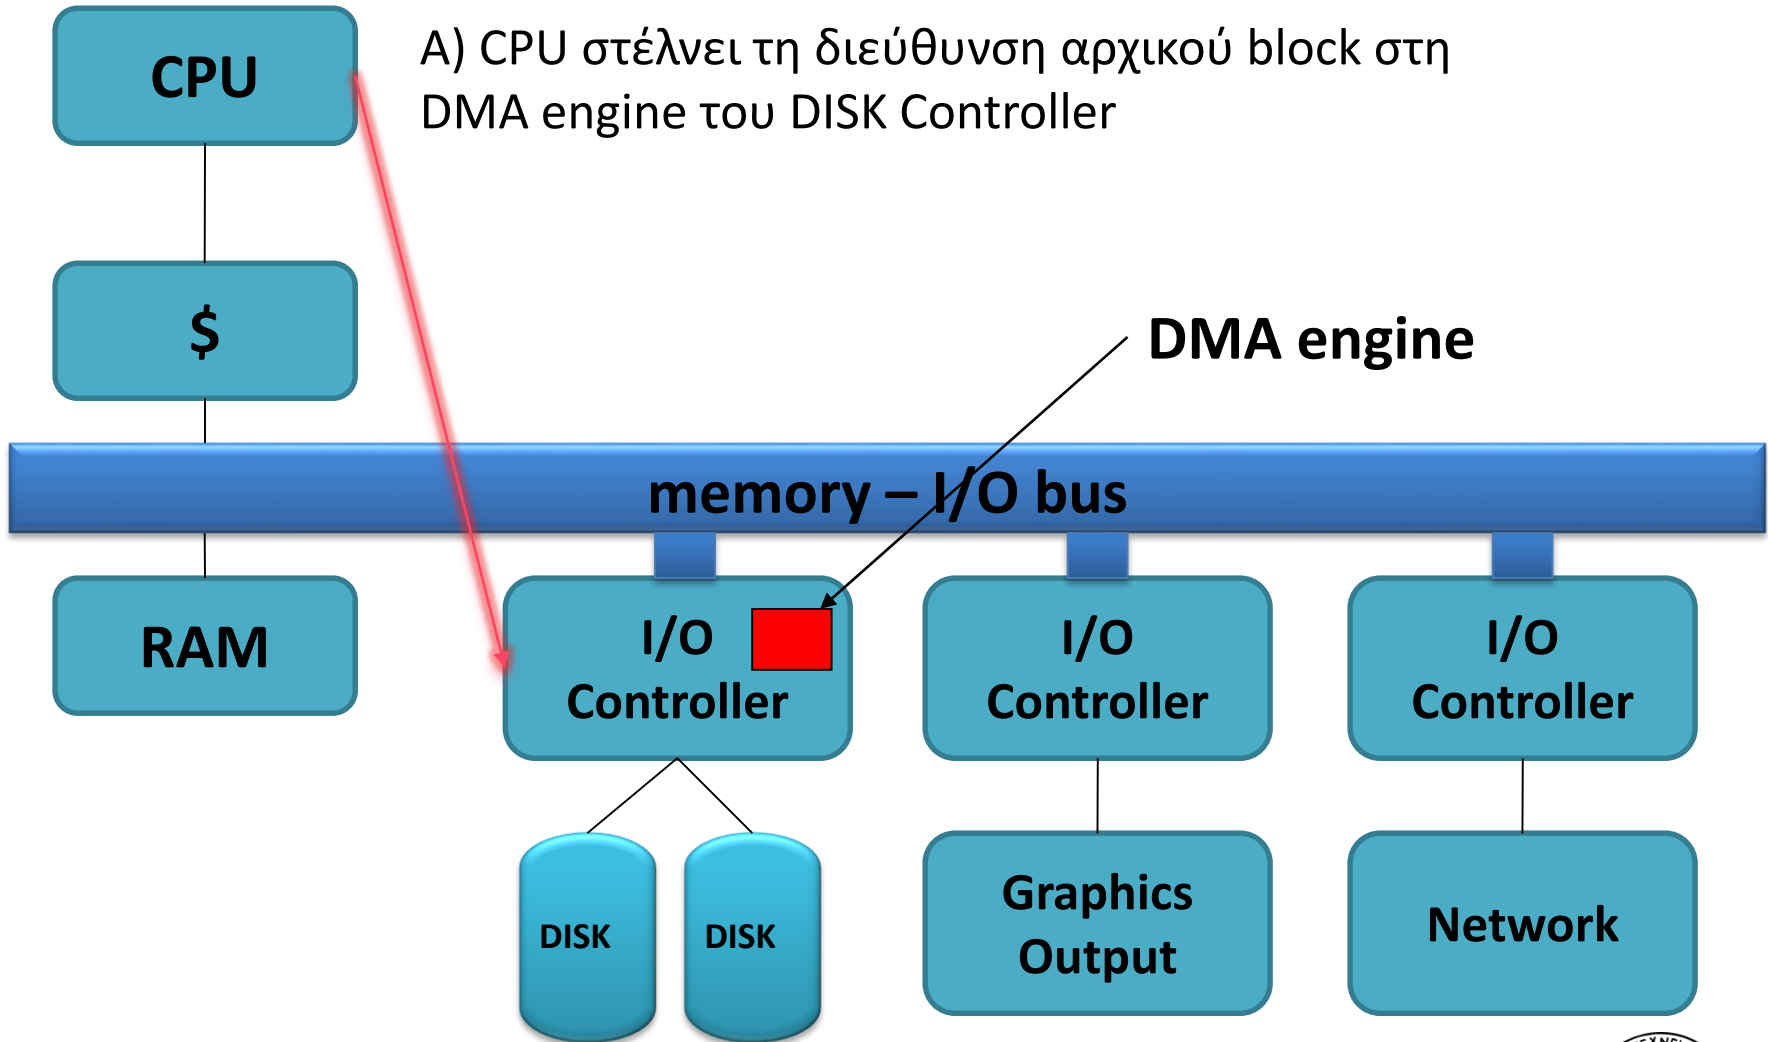 CPU
Α) CPU στέλνει τη διεύθυνση αρχικού block στη
DMA engine του DISK Controller
$
DMA engine
memory – I/O bus
RAM
I/O
Controller
I/O
Controller
I/O
Controller
DISK
DISK
Graphics
Output
Network